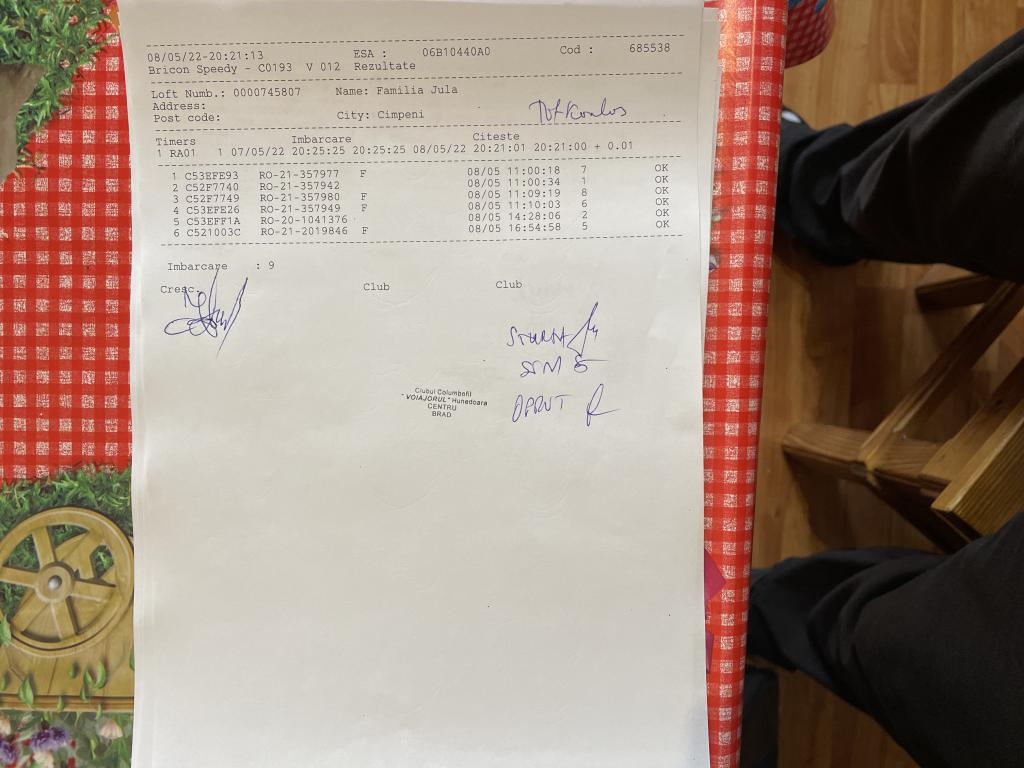 08/05/22-20:21:13 ESA : 06B10440A0 Cod : 685538
Bricon Speedy - C0193 V 012 Rezultate
Loft Numb.: 0000745807 Name: Familia Jula
Address:
Post code: City: Cimpeni
Timers Imbarcare Citeste
1 RA01 1 07/05/22 20:25:25 20:25:25 08/05/22 20:21:01 20:21:00 + 0.01
1 C53EFE93 RO-21-357977 F 08/05 11:00:18 7 OK
2 C52F7740 RO-21-357942 08/05 11:00:34 1 OK
3 C52F7749 RO-21-357980 F 08/05 11:09:19 8 OK
4 C53EFE26 RO-21-357949 F 08/05 11:10:03 6 OK
5 C53EFF1A RO-20-1041376 08/05 14:28:06 2 OK
6 C521003C RO-21-2019846 F 08/05 16:54:58 5 OK
Imbarcare : 9
Cresc. Club Club
Clubul Columbofil
"VOIAJORUL" Hunedoara
CENTRU
BRAD